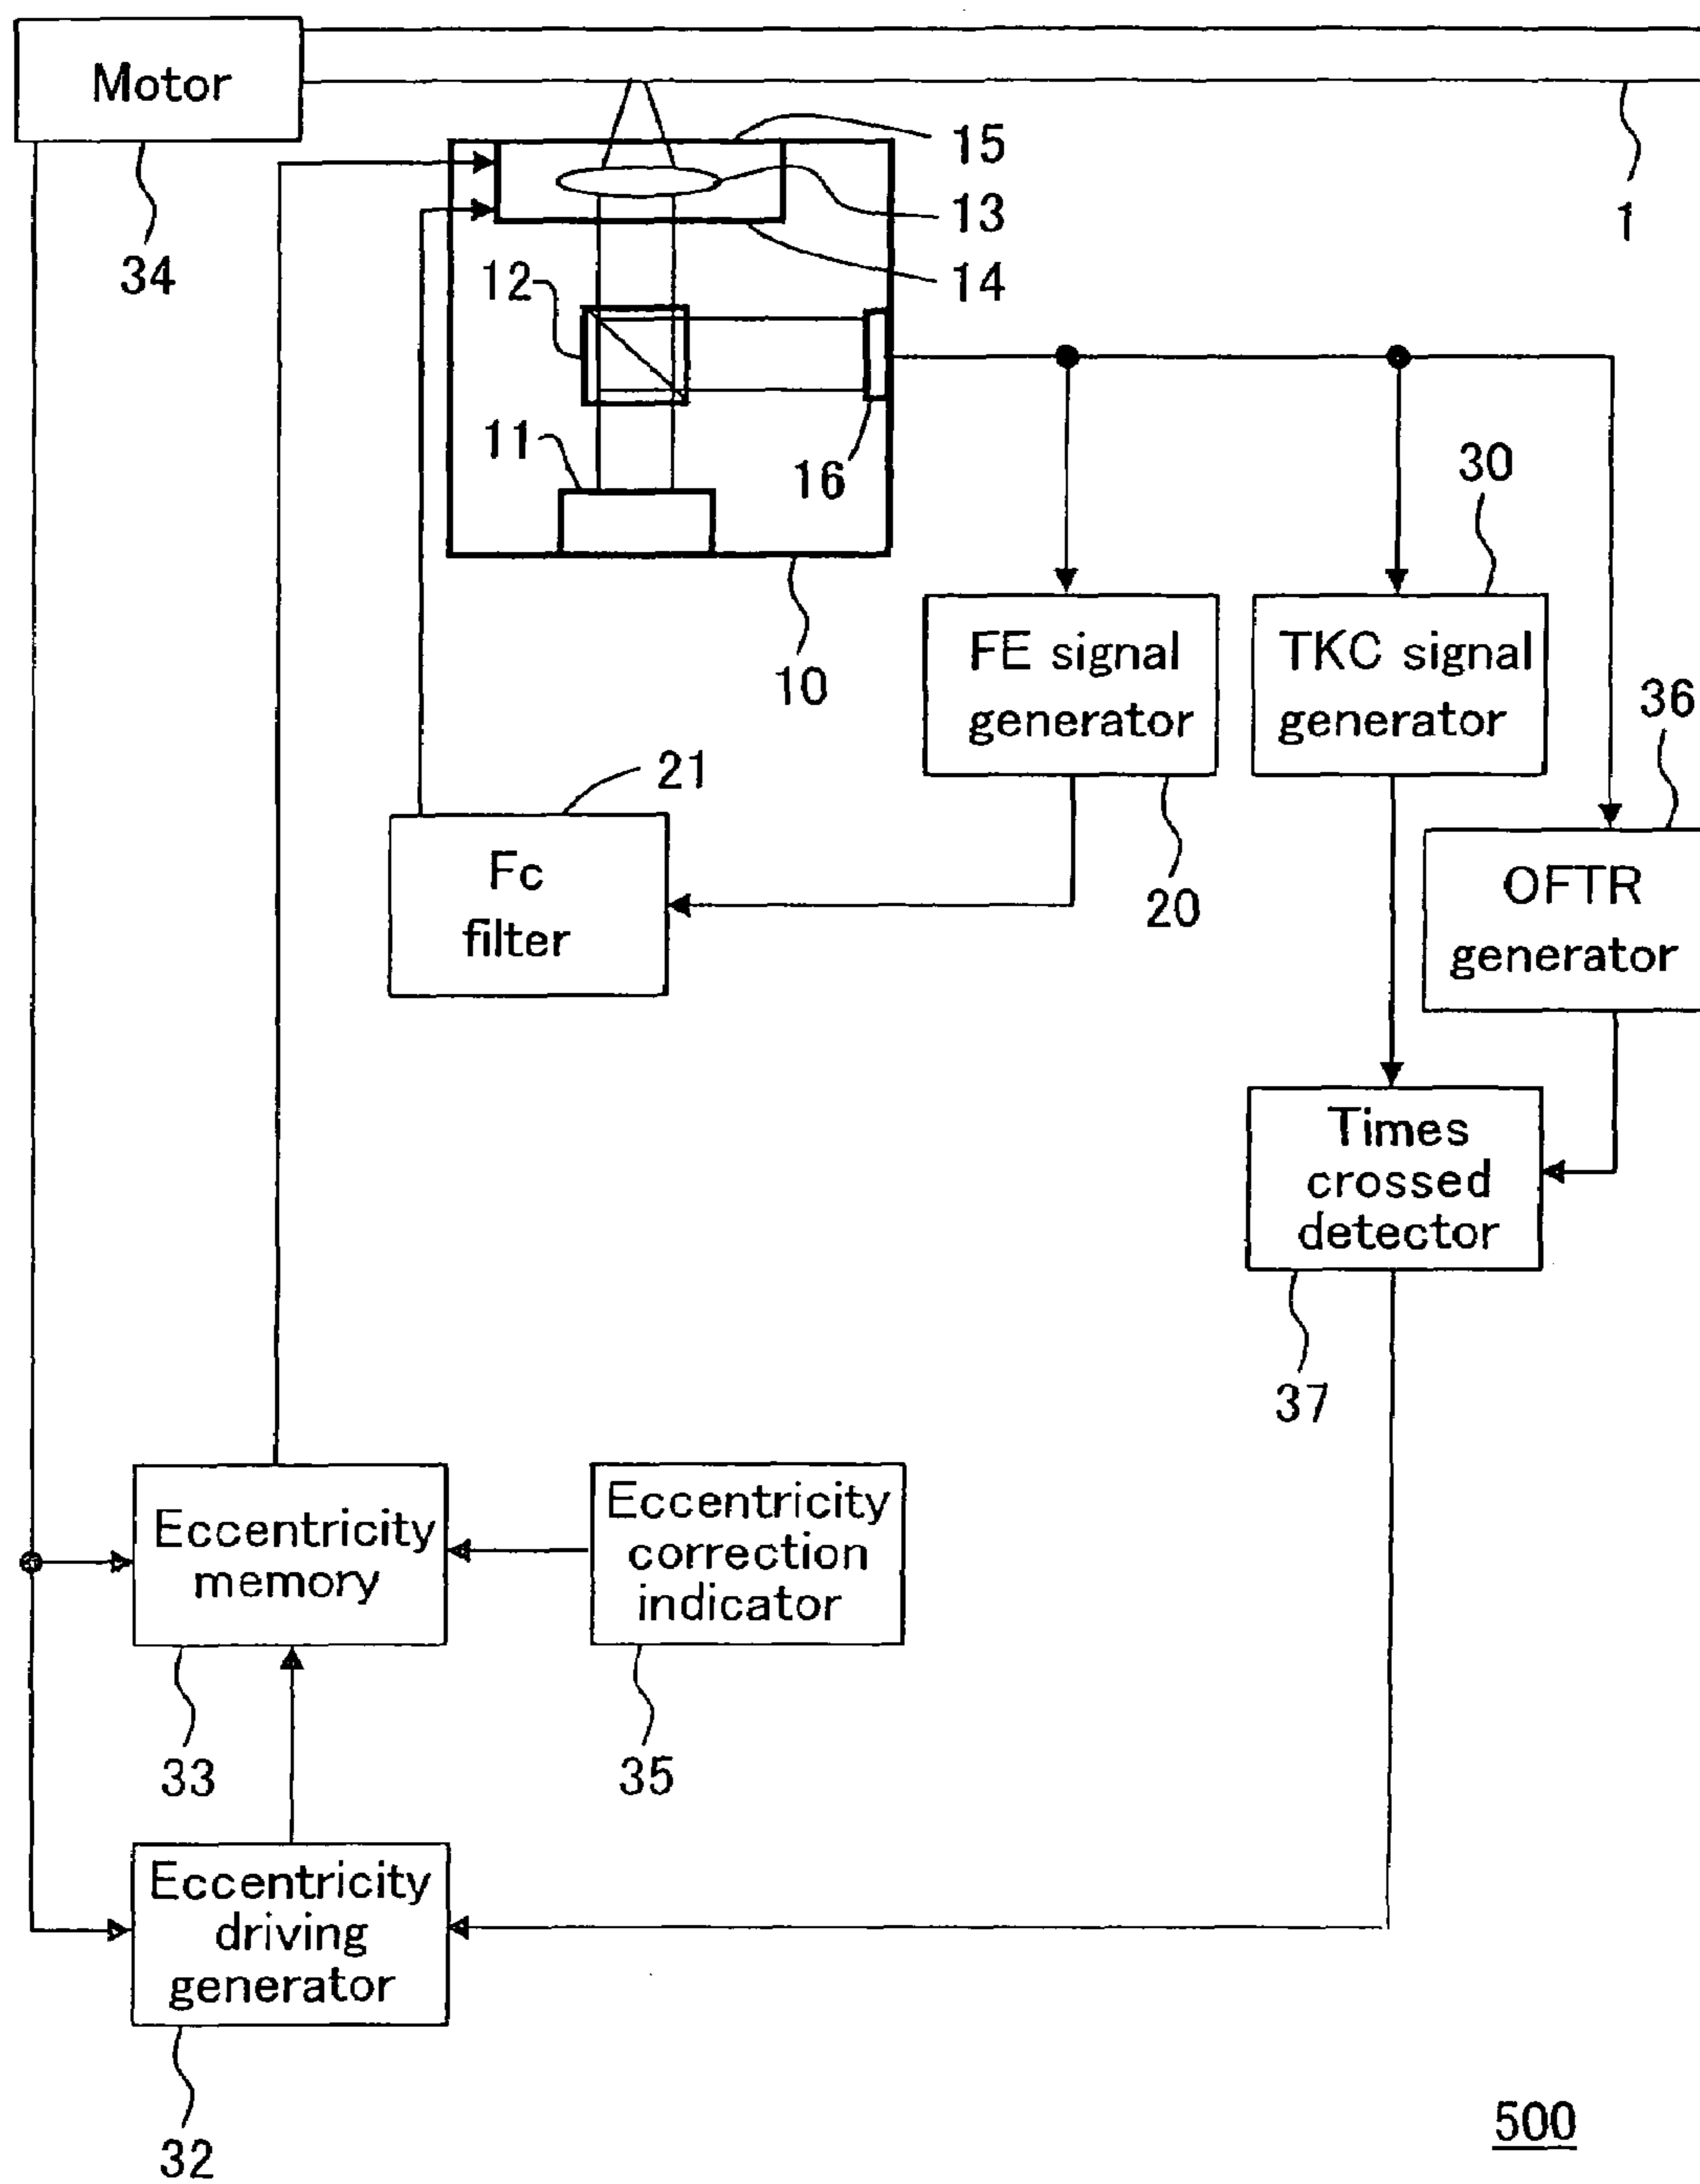 Motor
34
15
13
14
1
12
11
16
10
30
FE signal
generator
20
TKC signal
generator
36
21
Fc
filter
OFTR
generator
Times
crossed
detector
37
Eccentricity
memory
33
Eccentricity
correction
indicator
35
Eccentricity
driving
generator
32
500